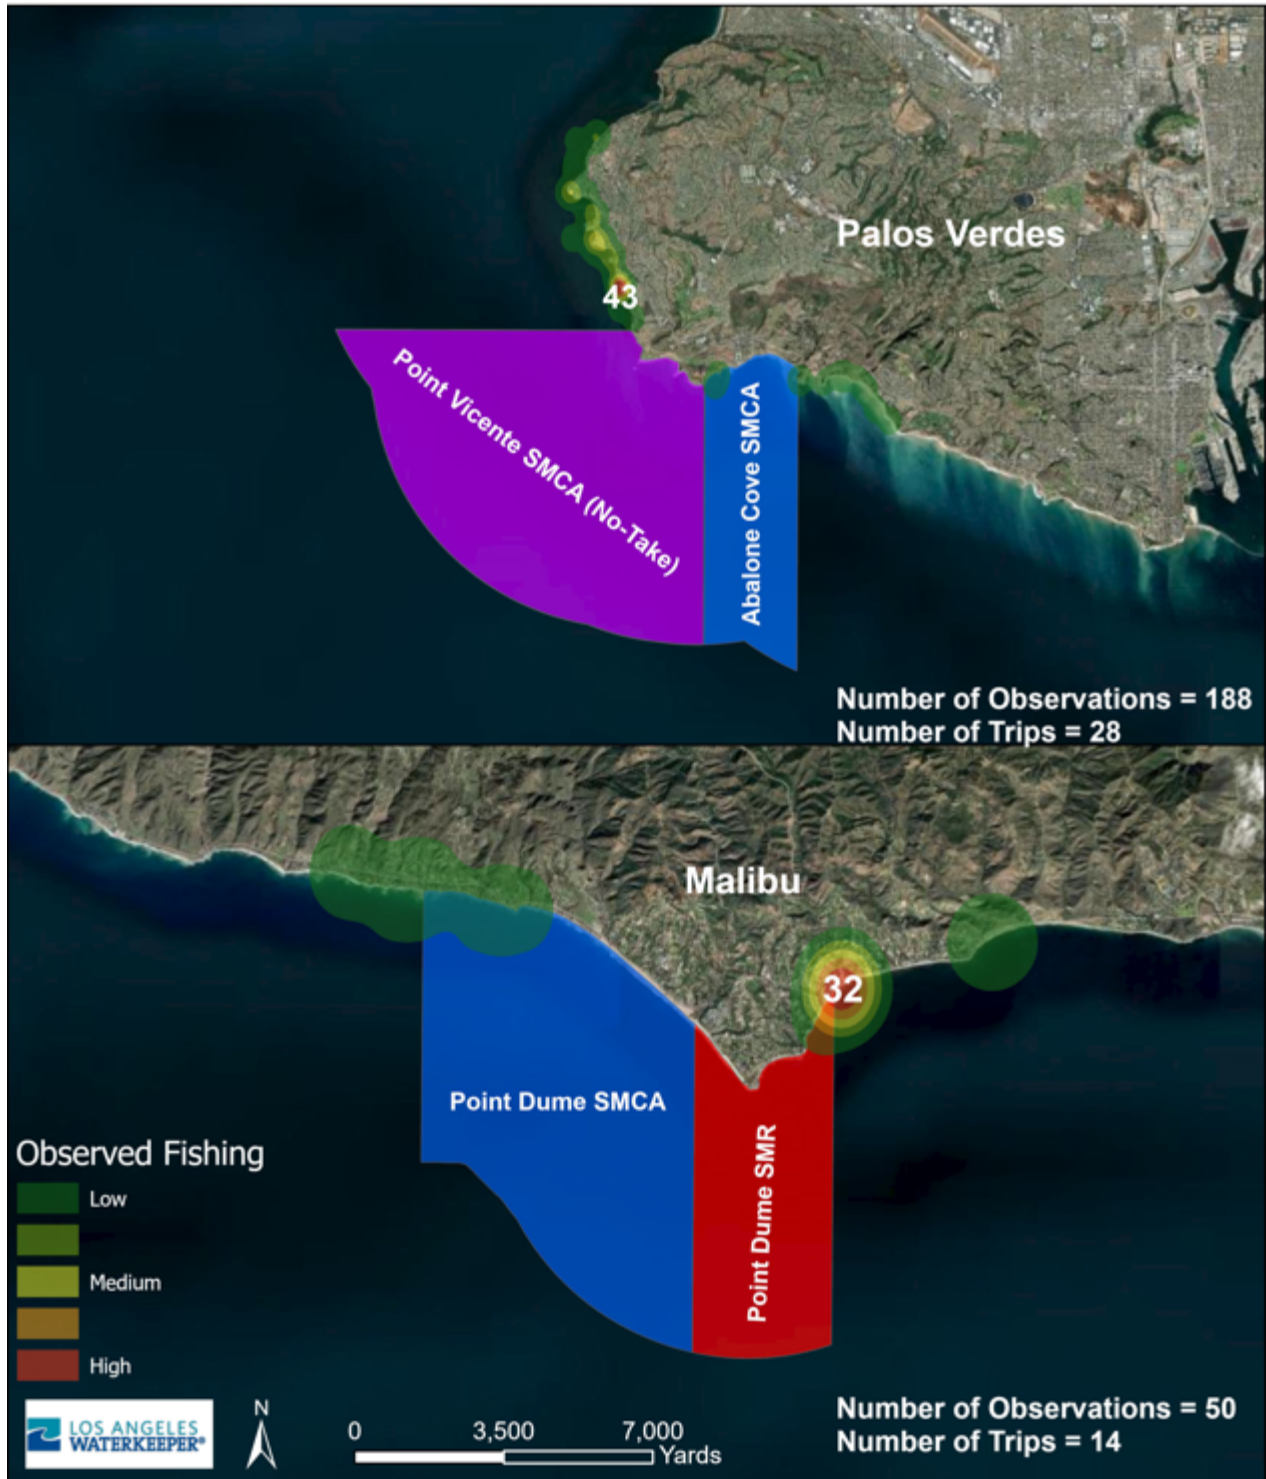 Palos Verdes
43
Point Vicente SMCA (No-Take)
Abalone Cove SMCA
Number of Observations = 188
Number of Trips = 28
Malibu
32
Point Dume SMCA
Point Dume SMR
Observed Fishing
Low
Medium
High
LOS ANGELES
WATERKEEPER®
N
0 3,500 7,000
Yards
Number of Observations = 50
Number of Trips = 14